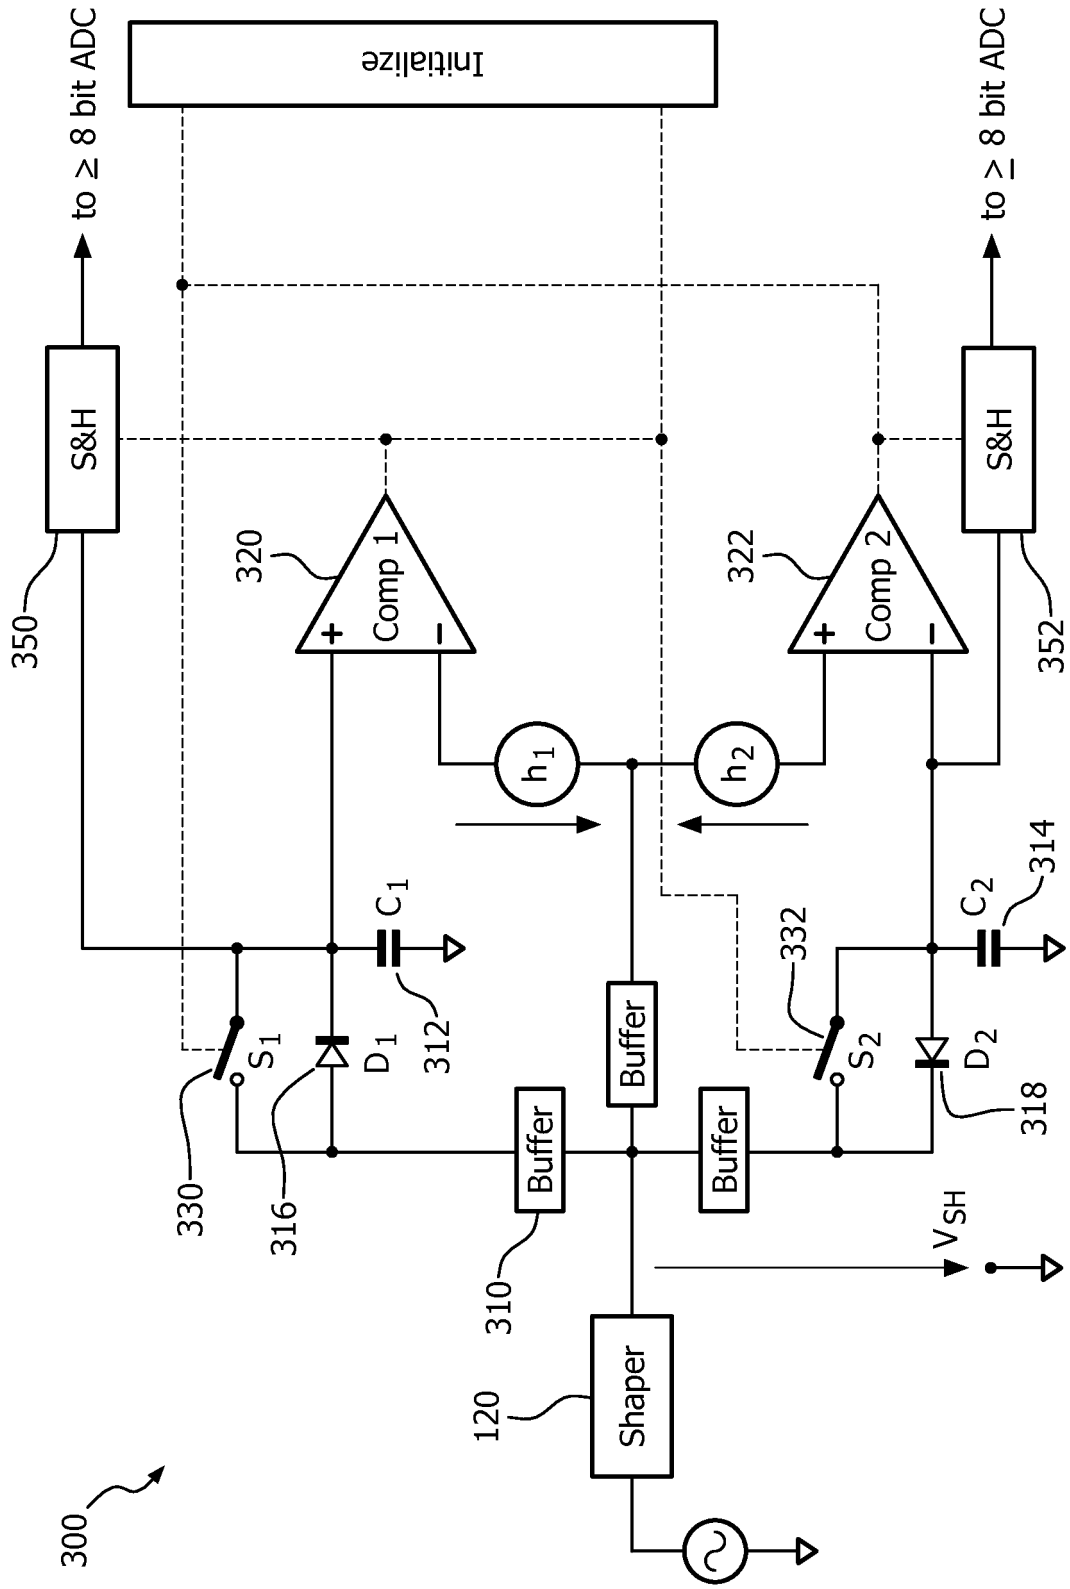 300
120
Shaper
V_SH
310
Buffer
Buffer
Buffer
330
S₁
316
D₁
312
C₁
332
S₂
D₂
318
C₂
314
h₁
h₂
320
+
Comp 1
−
322
+
Comp 2
−
350
S&H
to ≥ 8 bit ADC
352
S&H
to ≥ 8 bit ADC
Initialize